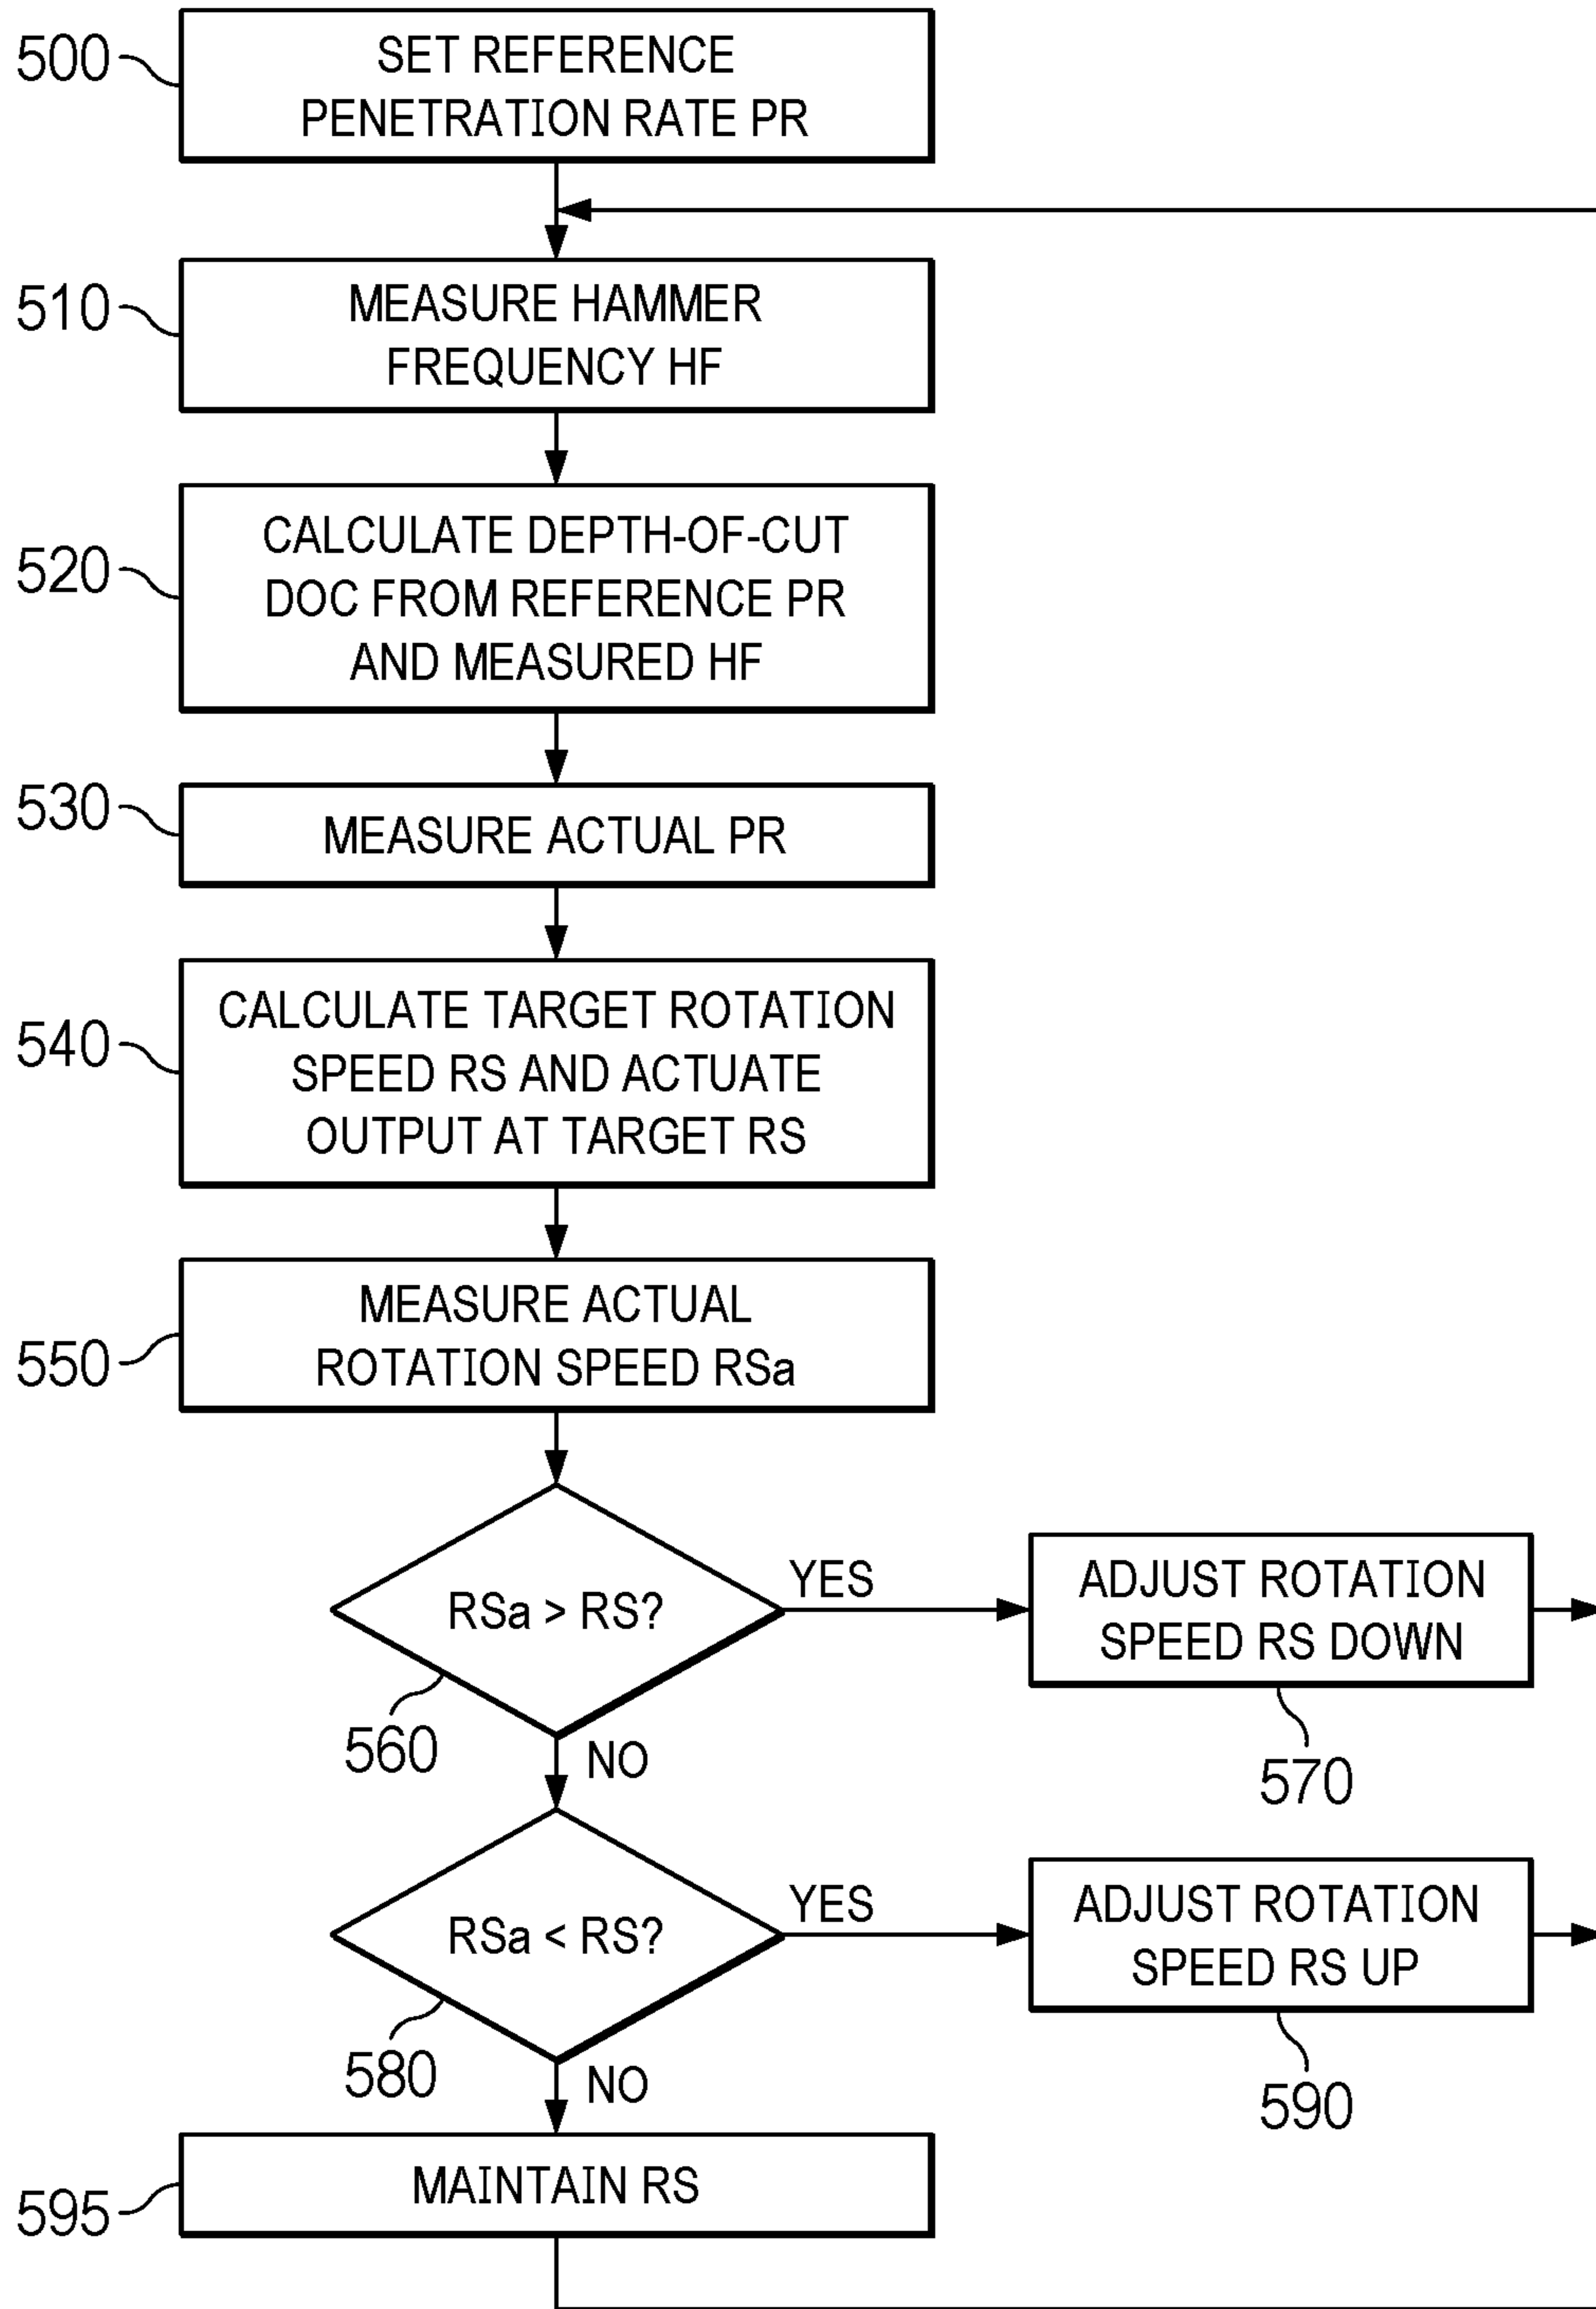 500
SET REFERENCE
PENETRATION RATE PR
510
MEASURE HAMMER
FREQUENCY HF
520
CALCULATE DEPTH-OF-CUT
DOC FROM REFERENCE PR
AND MEASURED HF
530
MEASURE ACTUAL PR
540
CALCULATE TARGET ROTATION
SPEED RS AND ACTUATE
OUTPUT AT TARGET RS
550
MEASURE ACTUAL
ROTATION SPEED RSa
RSa > RS?
YES
ADJUST ROTATION
SPEED RS DOWN
560
NO
570
RSa < RS?
YES
ADJUST ROTATION
SPEED RS UP
580
NO
590
595
MAINTAIN RS